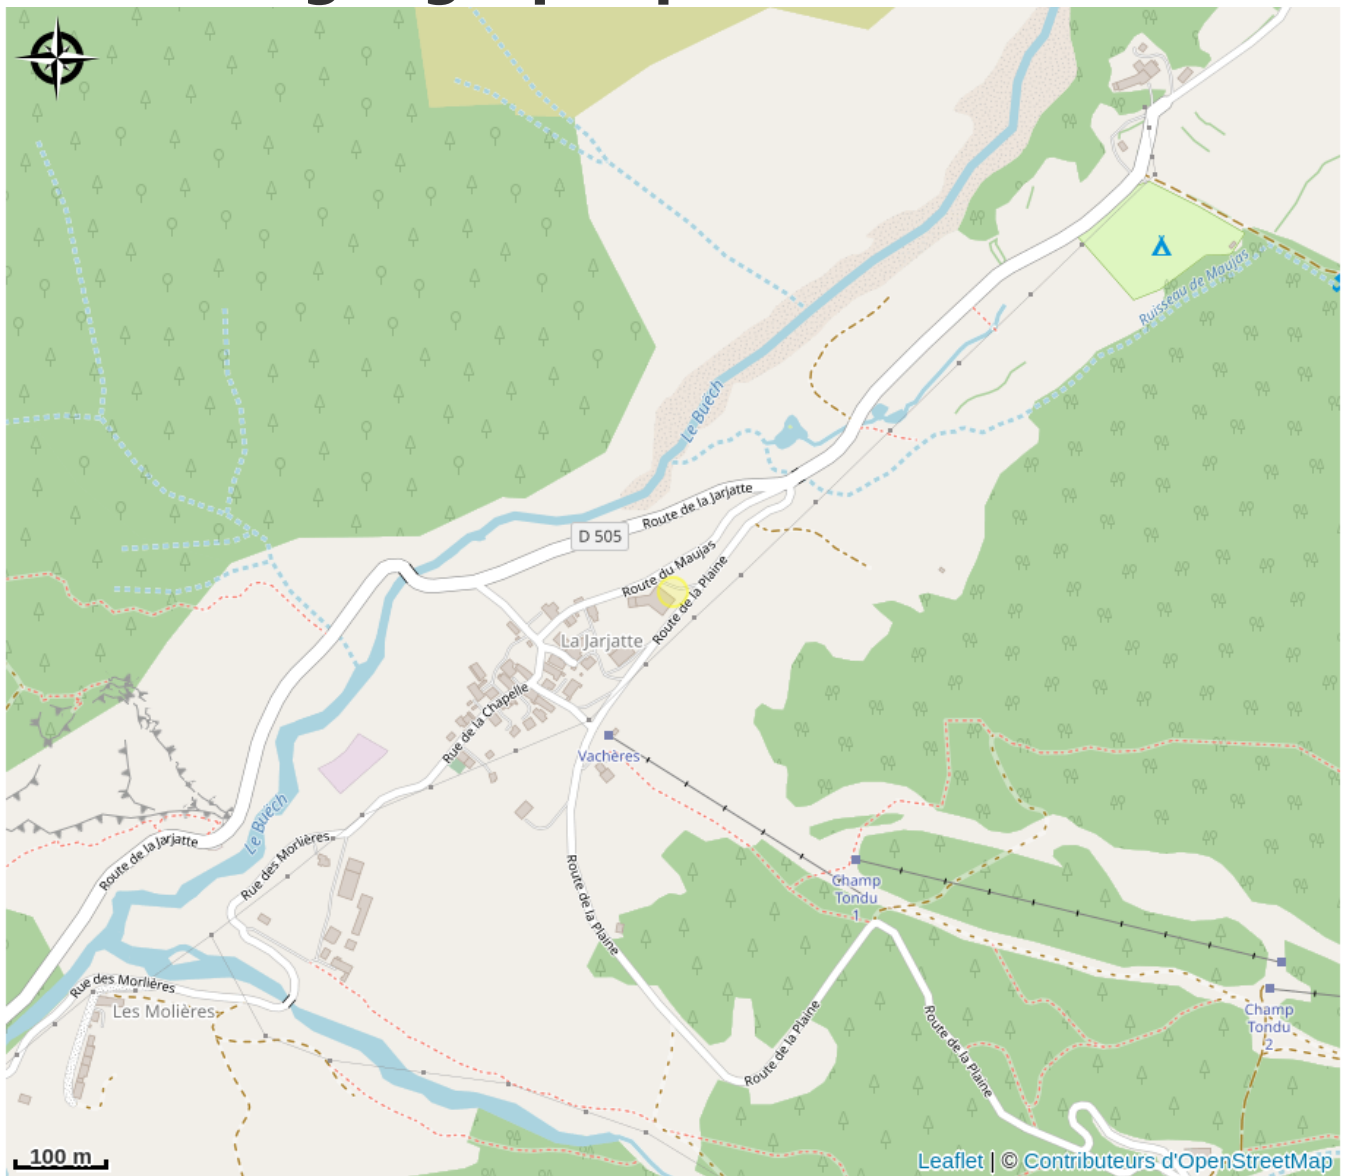 Ruisseau de Maujas
Le Buëch
Route de la Jarjatte
D 505
Route du Maujas
Route de la Plaine
La Jarjatte
Rue de la Chapelle
Vachères
Le Buëch
Rue des Morlières
Route de la Jarjatte
Route de la Plaine
Champ
Tondu
1
Rue des Morlières
Les Molières
Route de la Plaine
Route de la Plaine
Champ
Tondu
2
100 m
Leaflet | © Contributeurs d'OpenStreetMap